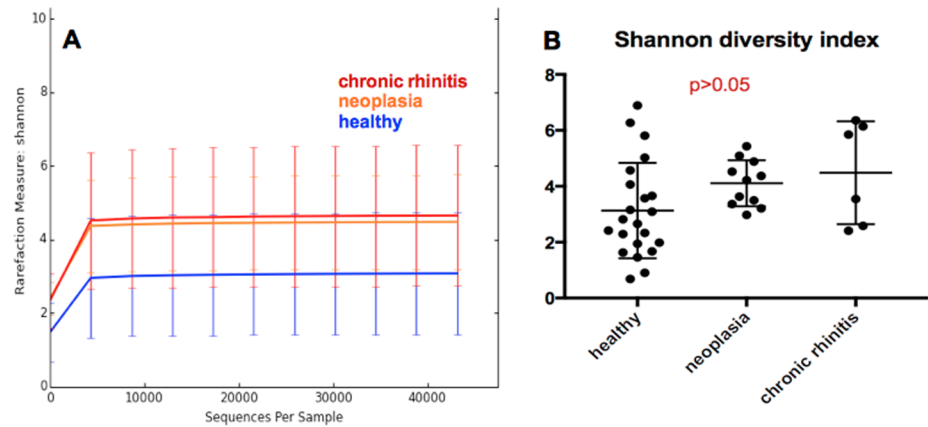 A
chronic rhinitis
neoplasia
healthy
Rarefaction Measure: shannon
10
8
6
4
2
0
0
10000
20000
30000
40000
Sequences Per Sample
B
Shannon diversity index
p>0.05
8
6
4
2
0
healthy
neoplasia
chronic rhinitis